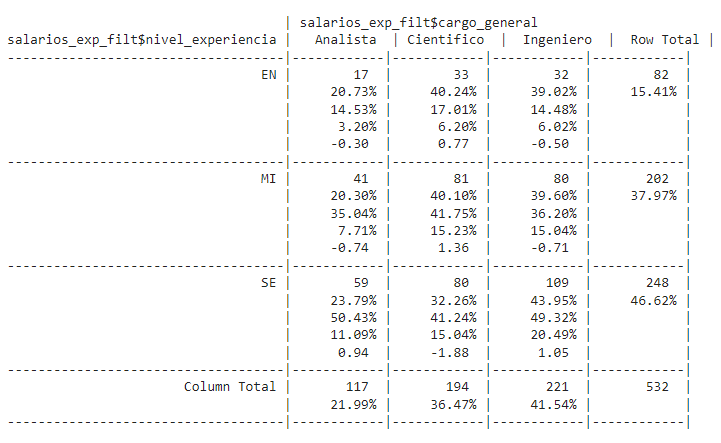 | salarios_exp_filt$cargo_general
salarios_exp_filt$nivel_experiencia | Analista | Cientifico | Ingeniero | Row Total |
------------------------------------|------------|------------|------------|------------|
EN | 17 | 33 | 32 | 82 |
| 20.73% | 40.24% | 39.02% | 15.41% |
| 14.53% | 17.01% | 14.48% | |
| 3.20% | 6.20% | 6.02% | |
| -0.30 | 0.77 | -0.50 | |
------------------------------------|------------|------------|------------|------------|
MI | 41 | 81 | 80 | 202 |
| 20.30% | 40.10% | 39.60% | 37.97% |
| 35.04% | 41.75% | 36.20% | |
| 7.71% | 15.23% | 15.04% | |
| -0.74 | 1.36 | -0.71 | |
------------------------------------|------------|------------|------------|------------|
SE | 59 | 80 | 109 | 248 |
| 23.79% | 32.26% | 43.95% | 46.62% |
| 50.43% | 41.24% | 49.32% | |
| 11.09% | 15.04% | 20.49% | |
| 0.94 | -1.88 | 1.05 | |
------------------------------------|------------|------------|------------|------------|
Column Total | 117 | 194 | 221 | 532 |
| 21.99% | 36.47% | 41.54% | |
------------------------------------|------------|------------|------------|------------|